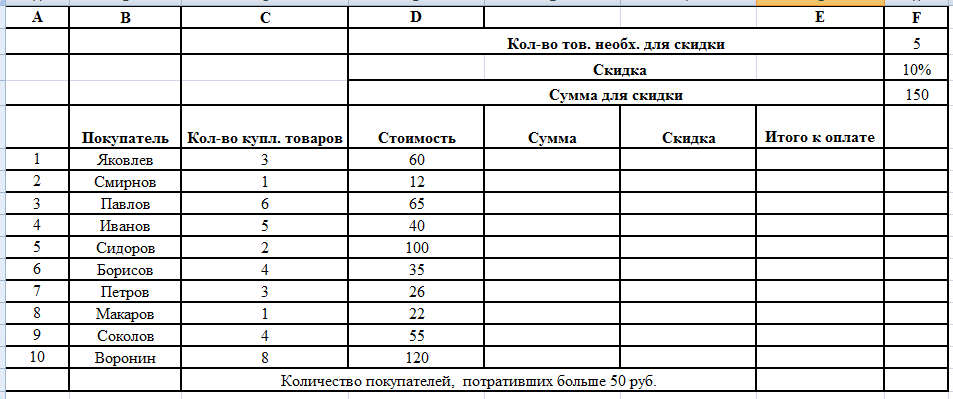 A B C D E F
Кол-во тов. необх. для скидки 5
Скидка 10%
Сумма для скидки 150
Покупатель Кол-во купл. товаров Стоимость Сумма Скидка Итого к оплате
1 Яковлев 3 60
2 Смирнов 1 12
3 Павлов 6 65
4 Иванов 5 40
5 Сидоров 2 100
6 Борисов 4 35
7 Петров 3 26
8 Макаров 1 22
9 Соколов 4 55
10 Воронин 8 120
Количество покупателей, потративших больше 50 руб.